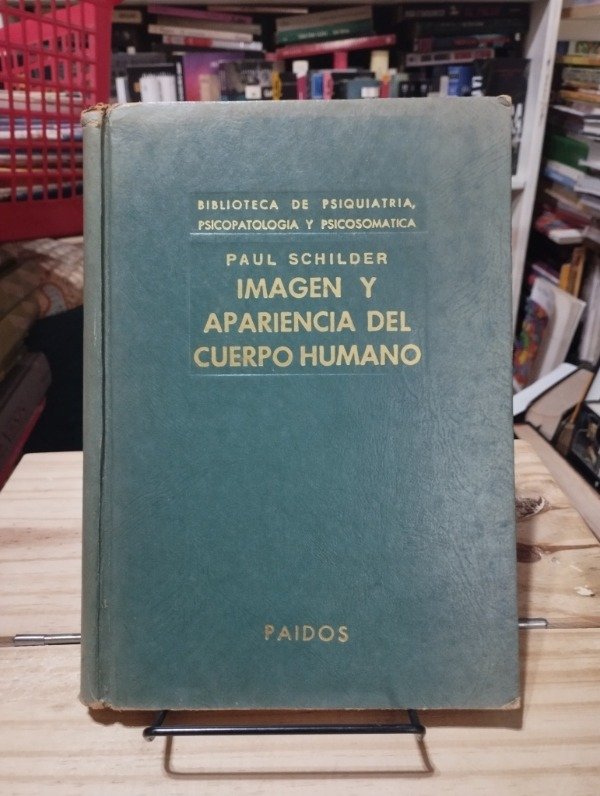 BIBLIOTECA DE PSIQUIATRIA,
PSICOPATOLOGIA Y PSICOSOMATICA
PAUL SCHILDER
IMAGEN Y
APARIENCIA DEL
CUERPO HUMANO
PAIDOS